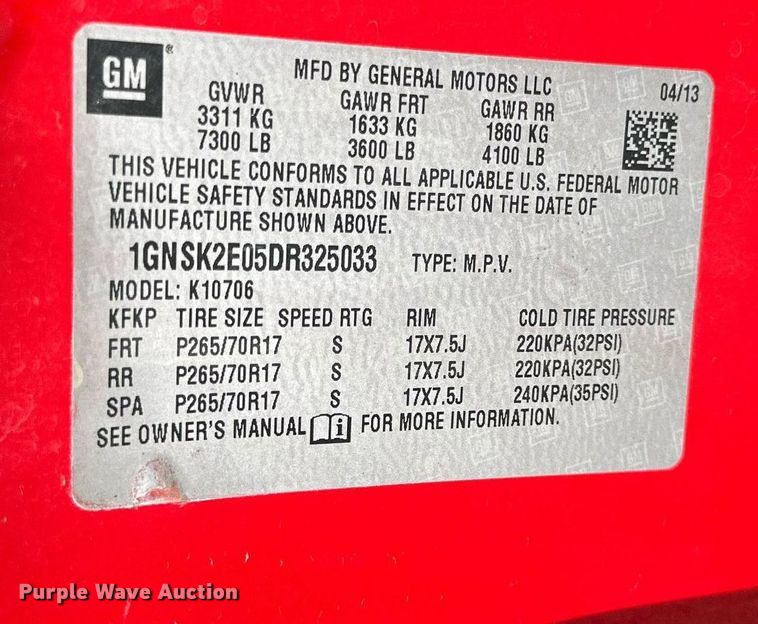 GM®
MFD BY GENERAL MOTORS LLC
04/13
GVWR GAWR FRT GAWR RR
3311 KG 1633 KG 1860 KG
7300 LB 3600 LB 4100 LB
THIS VEHICLE CONFORMS TO ALL APPLICABLE U.S. FEDERAL MOTOR
VEHICLE SAFETY STANDARDS IN EFFECT ON THE DATE OF
MANUFACTURE SHOWN ABOVE.
1GNSK2E05DR325033 TYPE: M.P.V.
MODEL: K10706
KFKP TIRE SIZE SPEED RTG RIM COLD TIRE PRESSURE
FRT P265/70R17 S 17X7.5J 220KPA(32PSI)
RR P265/70R17 S 17X7.5J 220KPA(32PSI)
SPA P265/70R17 S 17X7.5J 240KPA(35PSI)
SEE OWNER'S MANUAL i FOR MORE INFORMATION.
Purple Wave Auction